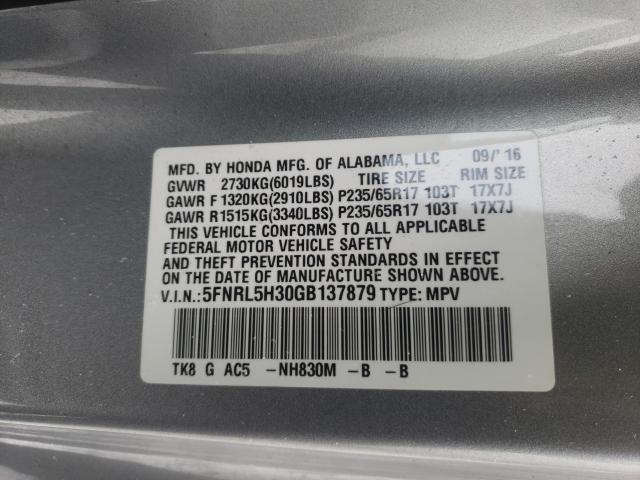 MFD. BY HONDA MFG. OF ALABAMA, LLC 09/'16
GVWR 2730KG(6019LBS) TIRE SIZE RIM SIZE
GAWR F 1320KG(2910LBS) P235/65R17 103T 17X7J
GAWR R1515KG(3340LBS) P235/65R17 103T 17X7J
THIS VEHICLE CONFORMS TO ALL APPLICABLE
FEDERAL MOTOR VEHICLE SAFETY
AND THEFT PREVENTION STANDARDS IN EFFECT
ON THE DATE OF MANUFACTURE SHOWN ABOVE.
V.I.N.:5FNRL5H30GB137879 TYPE: MPV
TK8 G AC5 -NH830M -B -B